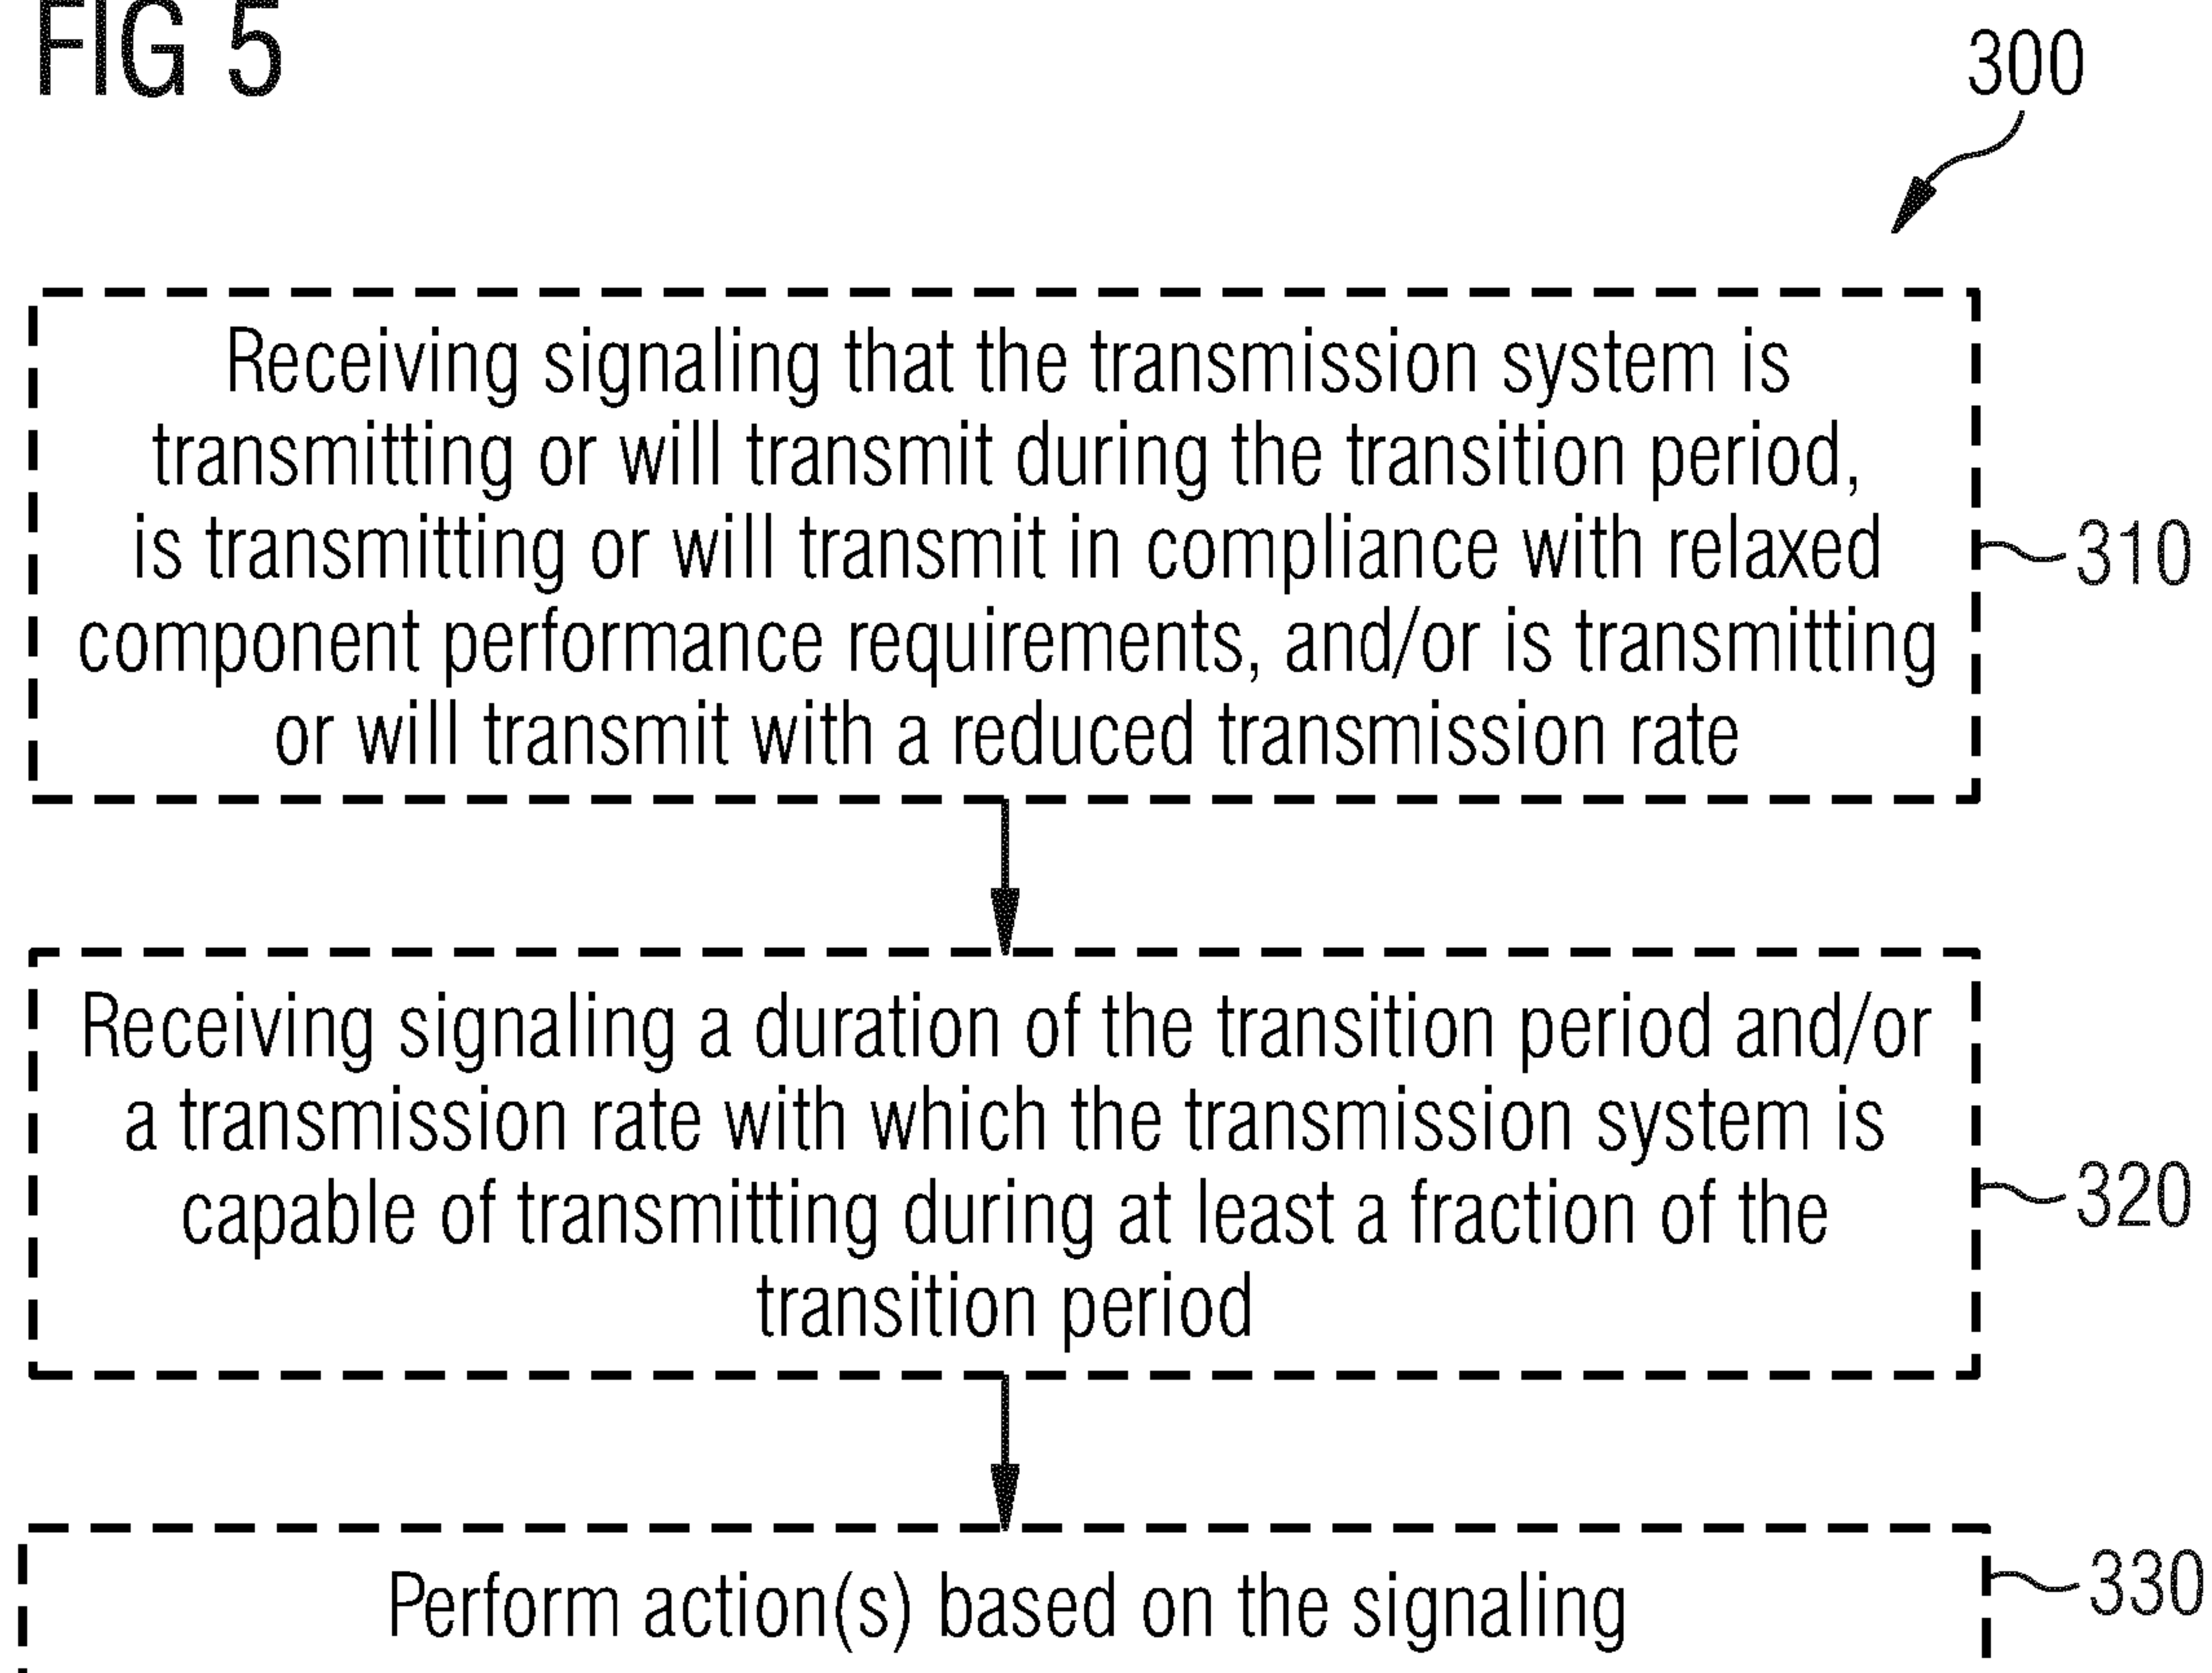 FIG 5
300
Receiving signaling that the transmission system is
transmitting or will transmit during the transition period,
is transmitting or will transmit in compliance with relaxed
component performance requirements, and/or is transmitting
or will transmit with a reduced transmission rate
310
Receiving signaling a duration of the transition period and/or
a transmission rate with which the transmission system is
capable of transmitting during at least a fraction of the
transition period
320
Perform action(s) based on the signaling
330